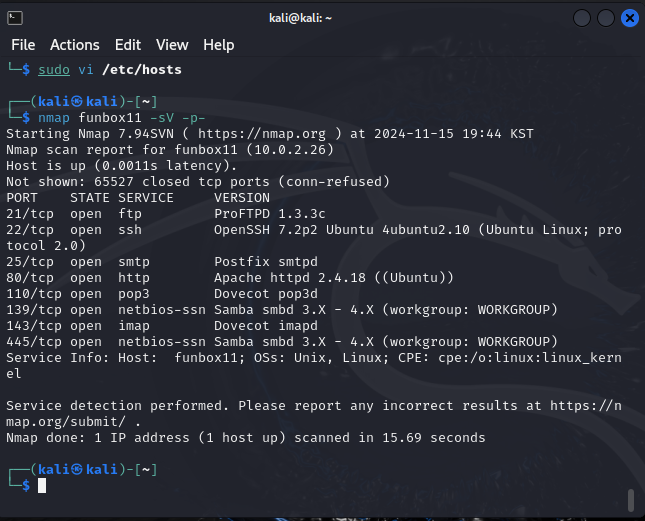 kali@kali: ~
File Actions Edit View Help
└─$ sudo vi /etc/hosts
┌──(kali㉿kali)-[~]
└─$ nmap funbox11 -sV -p-
Starting Nmap 7.94SVN ( https://nmap.org ) at 2024-11-15 19:44 KST
Nmap scan report for funbox11 (10.0.2.26)
Host is up (0.0011s latency).
Not shown: 65527 closed tcp ports (conn-refused)
PORT    STATE SERVICE     VERSION
21/tcp  open  ftp         ProFTPD 1.3.3c
22/tcp  open  ssh         OpenSSH 7.2p2 Ubuntu 4ubuntu2.10 (Ubuntu Linux; pro
tocol 2.0)
25/tcp  open  smtp        Postfix smtpd
80/tcp  open  http        Apache httpd 2.4.18 ((Ubuntu))
110/tcp open  pop3        Dovecot pop3d
139/tcp open  netbios-ssn Samba smbd 3.X - 4.X (workgroup: WORKGROUP)
143/tcp open  imap        Dovecot imapd
445/tcp open  netbios-ssn Samba smbd 3.X - 4.X (workgroup: WORKGROUP)
Service Info: Host:  funbox11; OSs: Unix, Linux; CPE: cpe:/o:linux:linux_kern
el
Service detection performed. Please report any incorrect results at https://n
map.org/submit/ .
Nmap done: 1 IP address (1 host up) scanned in 15.69 seconds
┌──(kali㉿kali)-[~]
└─$